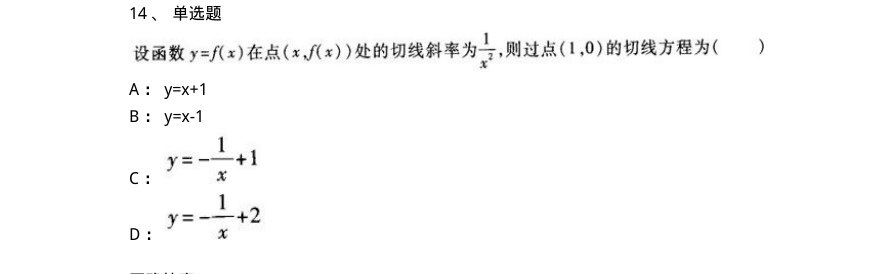 14、 单选题
设函数 y=f(x)在点(x,f(x))处的切线斜率为1/x²,则过点(1,0)的切线方程为(　　)
A： y=x+1
B： y=x-1
C： y=-1/x+1
D： y=-1/x+2